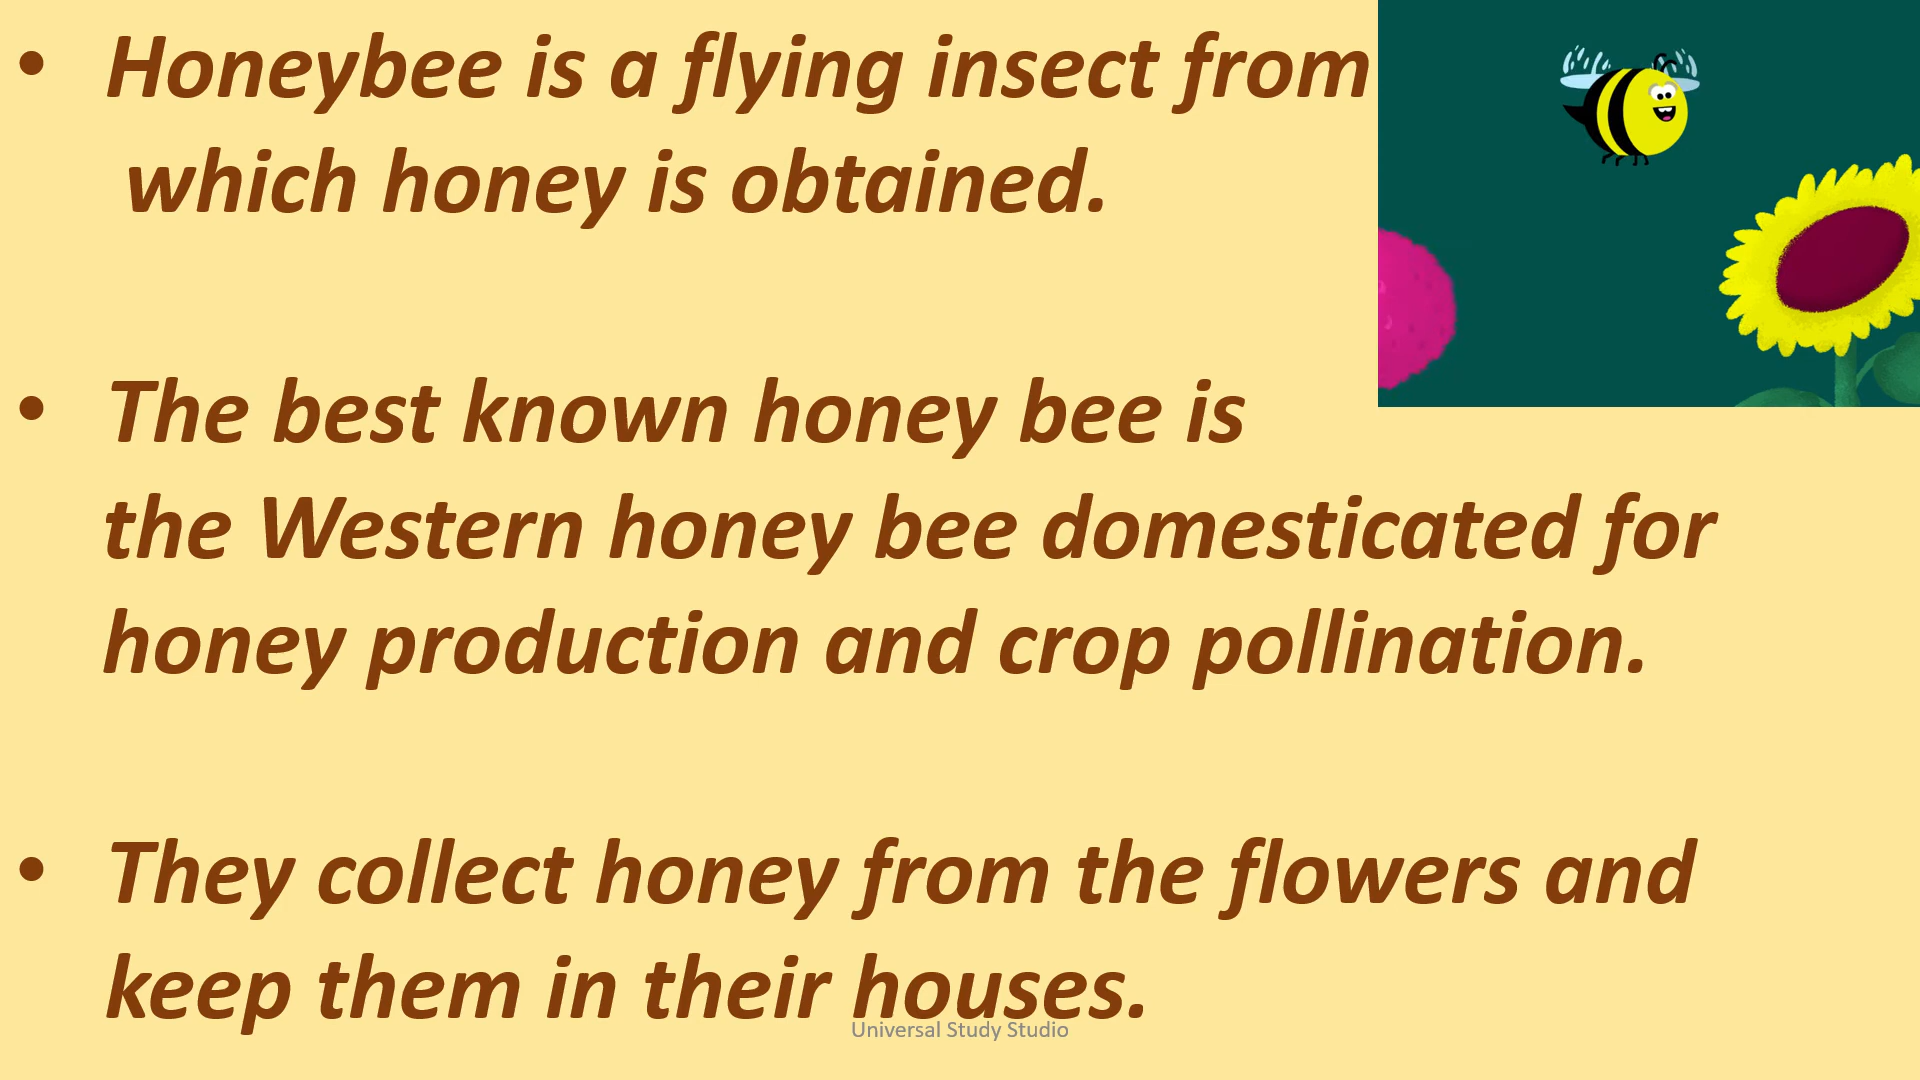 • Honeybee is a flying insect from
which honey is obtained.
• The best known honey bee is
the Western honey bee domesticated for
honey production and crop pollination.
• They collect honey from the flowers and
keep them in their houses.
Universal Study Studio